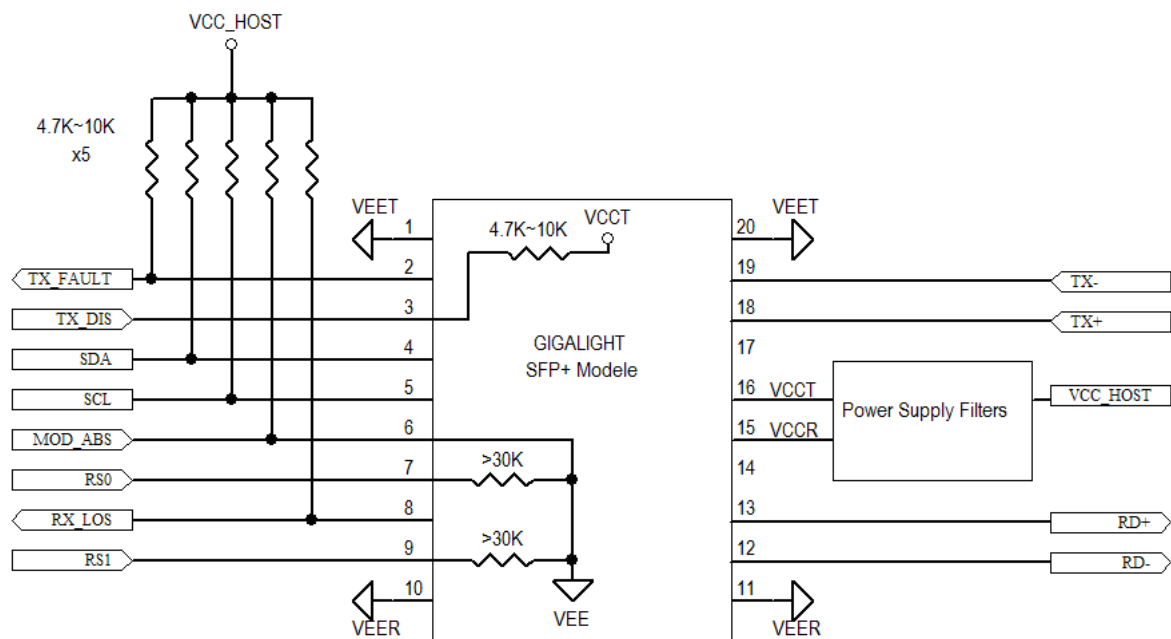 VCC_HOST
4.7K~10K
x5
VEET
1
TX_FAULT
2
TX_DIS
3
SDA
4
SCL
5
MOD_ABS
6
RS0
7
RX_LOS
8
RS1
9
10
VEER
4.7K~10K
VCCT
GIGALIGHT
SFP+ Modele
>30K
>30K
VEE
20
VEET
19
TX-
18
TX+
17
16
VCCT
Power Supply Filters
VCC_HOST
15
VCCR
14
13
RD+
12
RD-
11
VEER